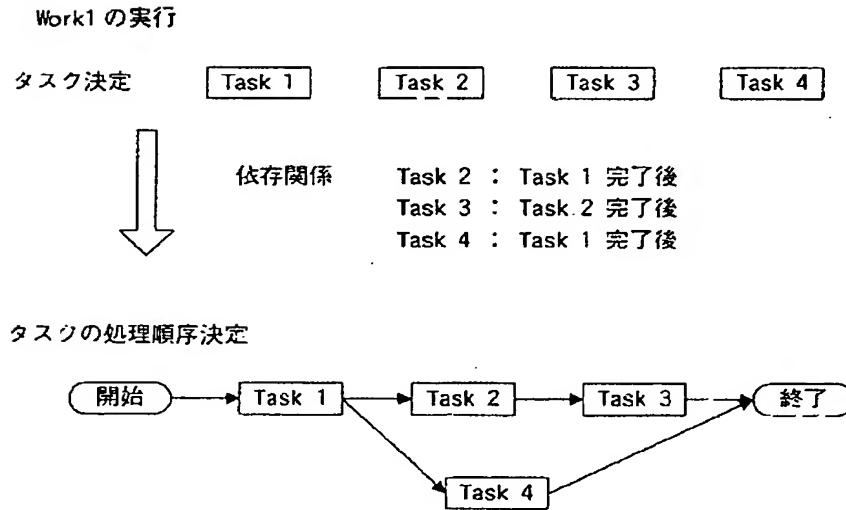 Work1 の実行
タスク決定 Task 1 Task 2 Task 3 Task 4
依存関係 Task 2 : Task 1 完了後
Task 3 : Task 2 完了後
Task 4 : Task 1 完了後
タスクの処理順序決定
開始 Task 1 Task 2 Task 3 終了
Task 4